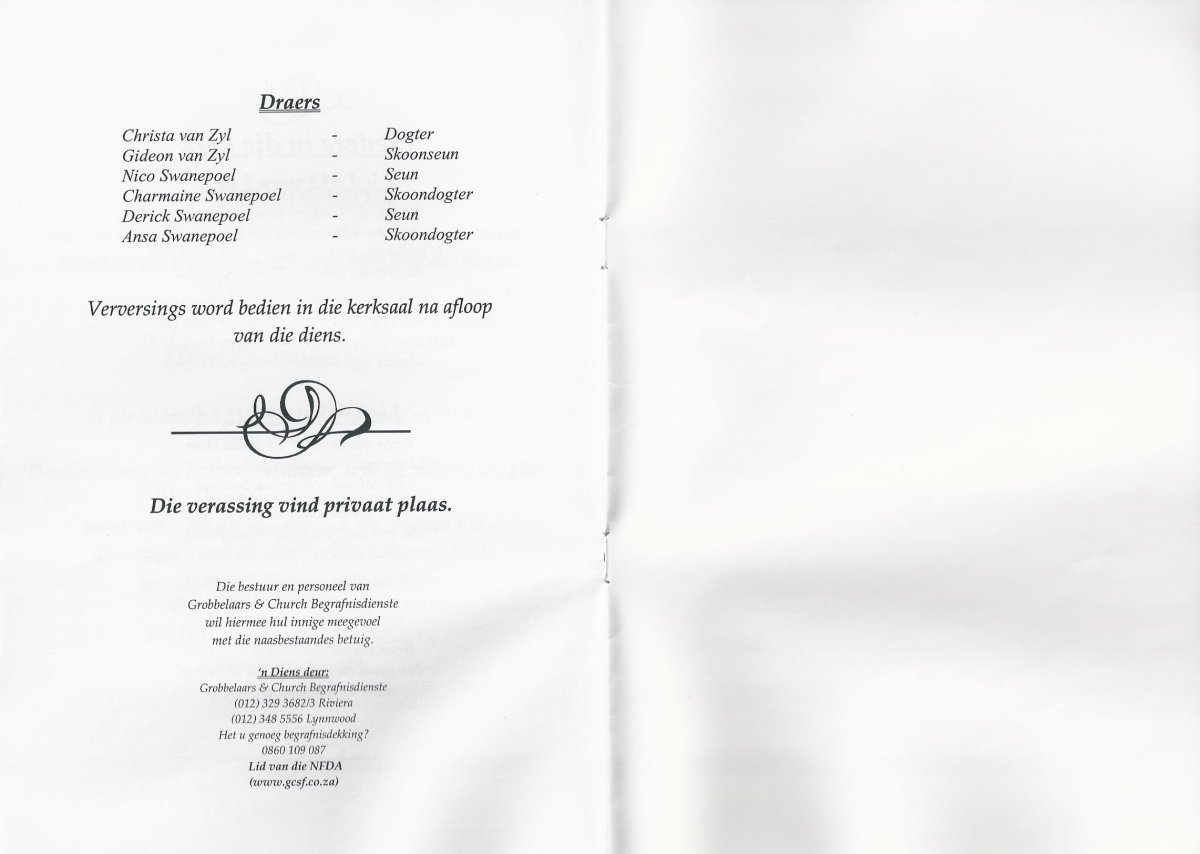 Draers
Christa van Zyl - Dogter
Gideon van Zyl - Skoonseun
Nico Swanepoel - Seun
Charmaine Swanepoel - Skoondogter
Derick Swanepoel - Seun
Ansa Swanepoel - Skoondogter
Verversings word bedien in die kerksaal na afloop
van die diens.
Die verassing vind privaat plaas.
Die bestuur en personeel van
Grobbelaars & Church Begrafnisdienste
wil hiermee hul innige meegevoel
met die naasbestaandes betuig.
'n Diens deur:
Grobbelaars & Church Begrafnisdienste
(012) 329 3682/3 Riviera
(012) 348 5556 Lynnwood
Het u genoeg begrafnisdekking?
0860 109 087
Lid van die NFDA
(www.gcsf.co.za)